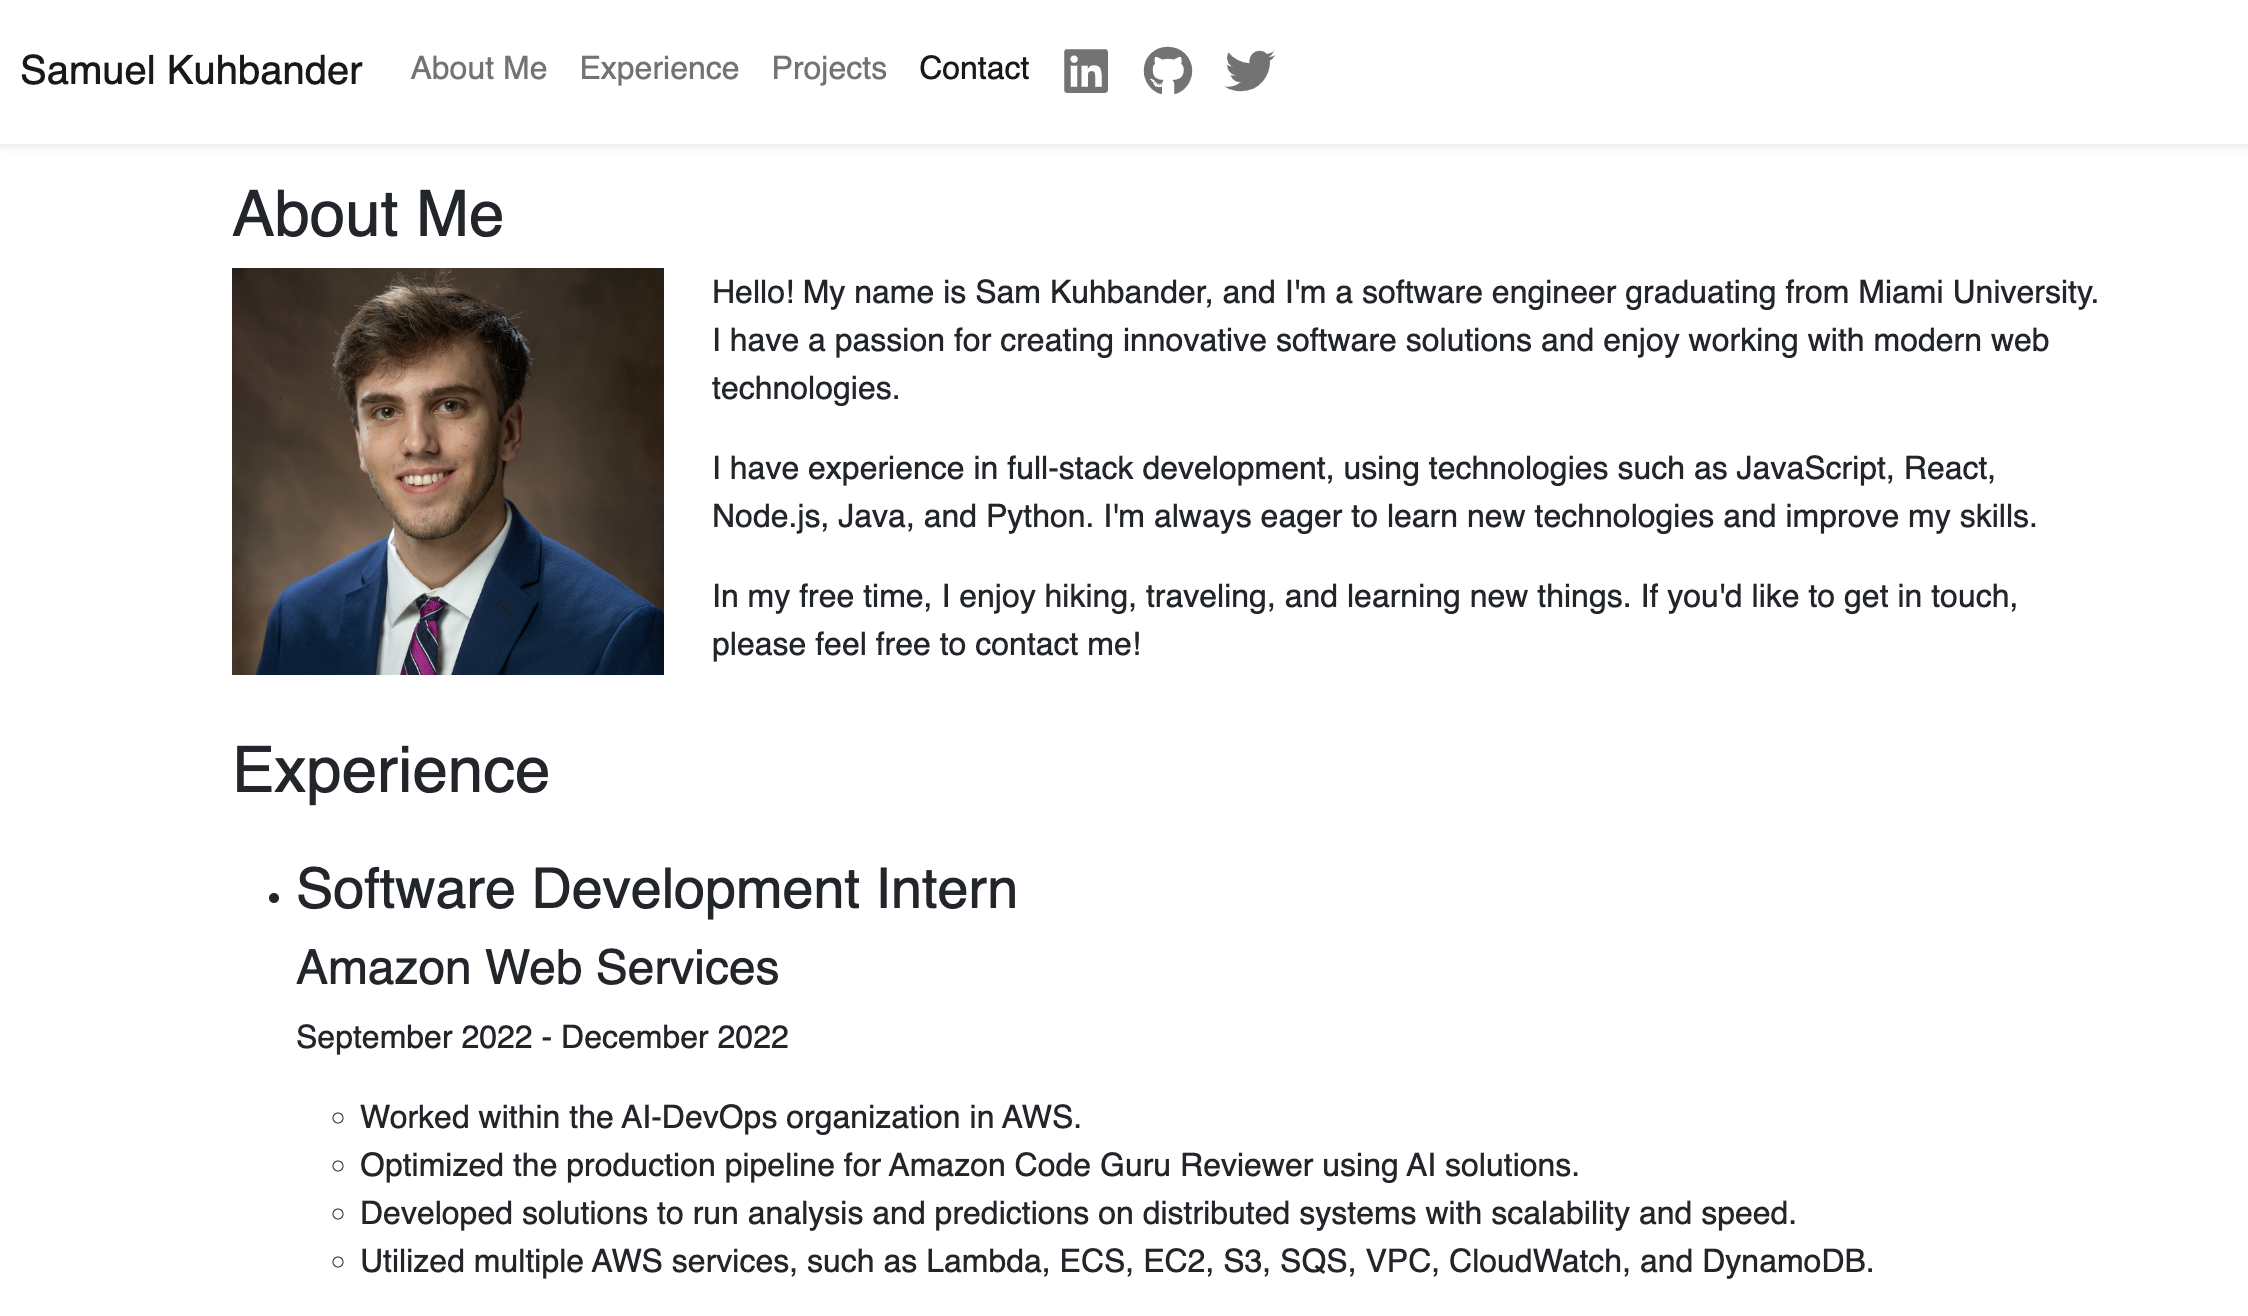 Samuel Kuhbander About Me Experience Projects Contact in
About Me
Hello! My name is Sam Kuhbander, and I'm a software engineer graduating from Miami University.
I have a passion for creating innovative software solutions and enjoy working with modern web
technologies.
I have experience in full-stack development, using technologies such as JavaScript, React,
Node.js, Java, and Python. I'm always eager to learn new technologies and improve my skills.
In my free time, I enjoy hiking, traveling, and learning new things. If you'd like to get in touch,
please feel free to contact me!
Experience
• Software Development Intern
Amazon Web Services
September 2022 - December 2022
◦ Worked within the AI-DevOps organization in AWS.
◦ Optimized the production pipeline for Amazon Code Guru Reviewer using AI solutions.
◦ Developed solutions to run analysis and predictions on distributed systems with scalability and speed.
◦ Utilized multiple AWS services, such as Lambda, ECS, EC2, S3, SQS, VPC, CloudWatch, and DynamoDB.